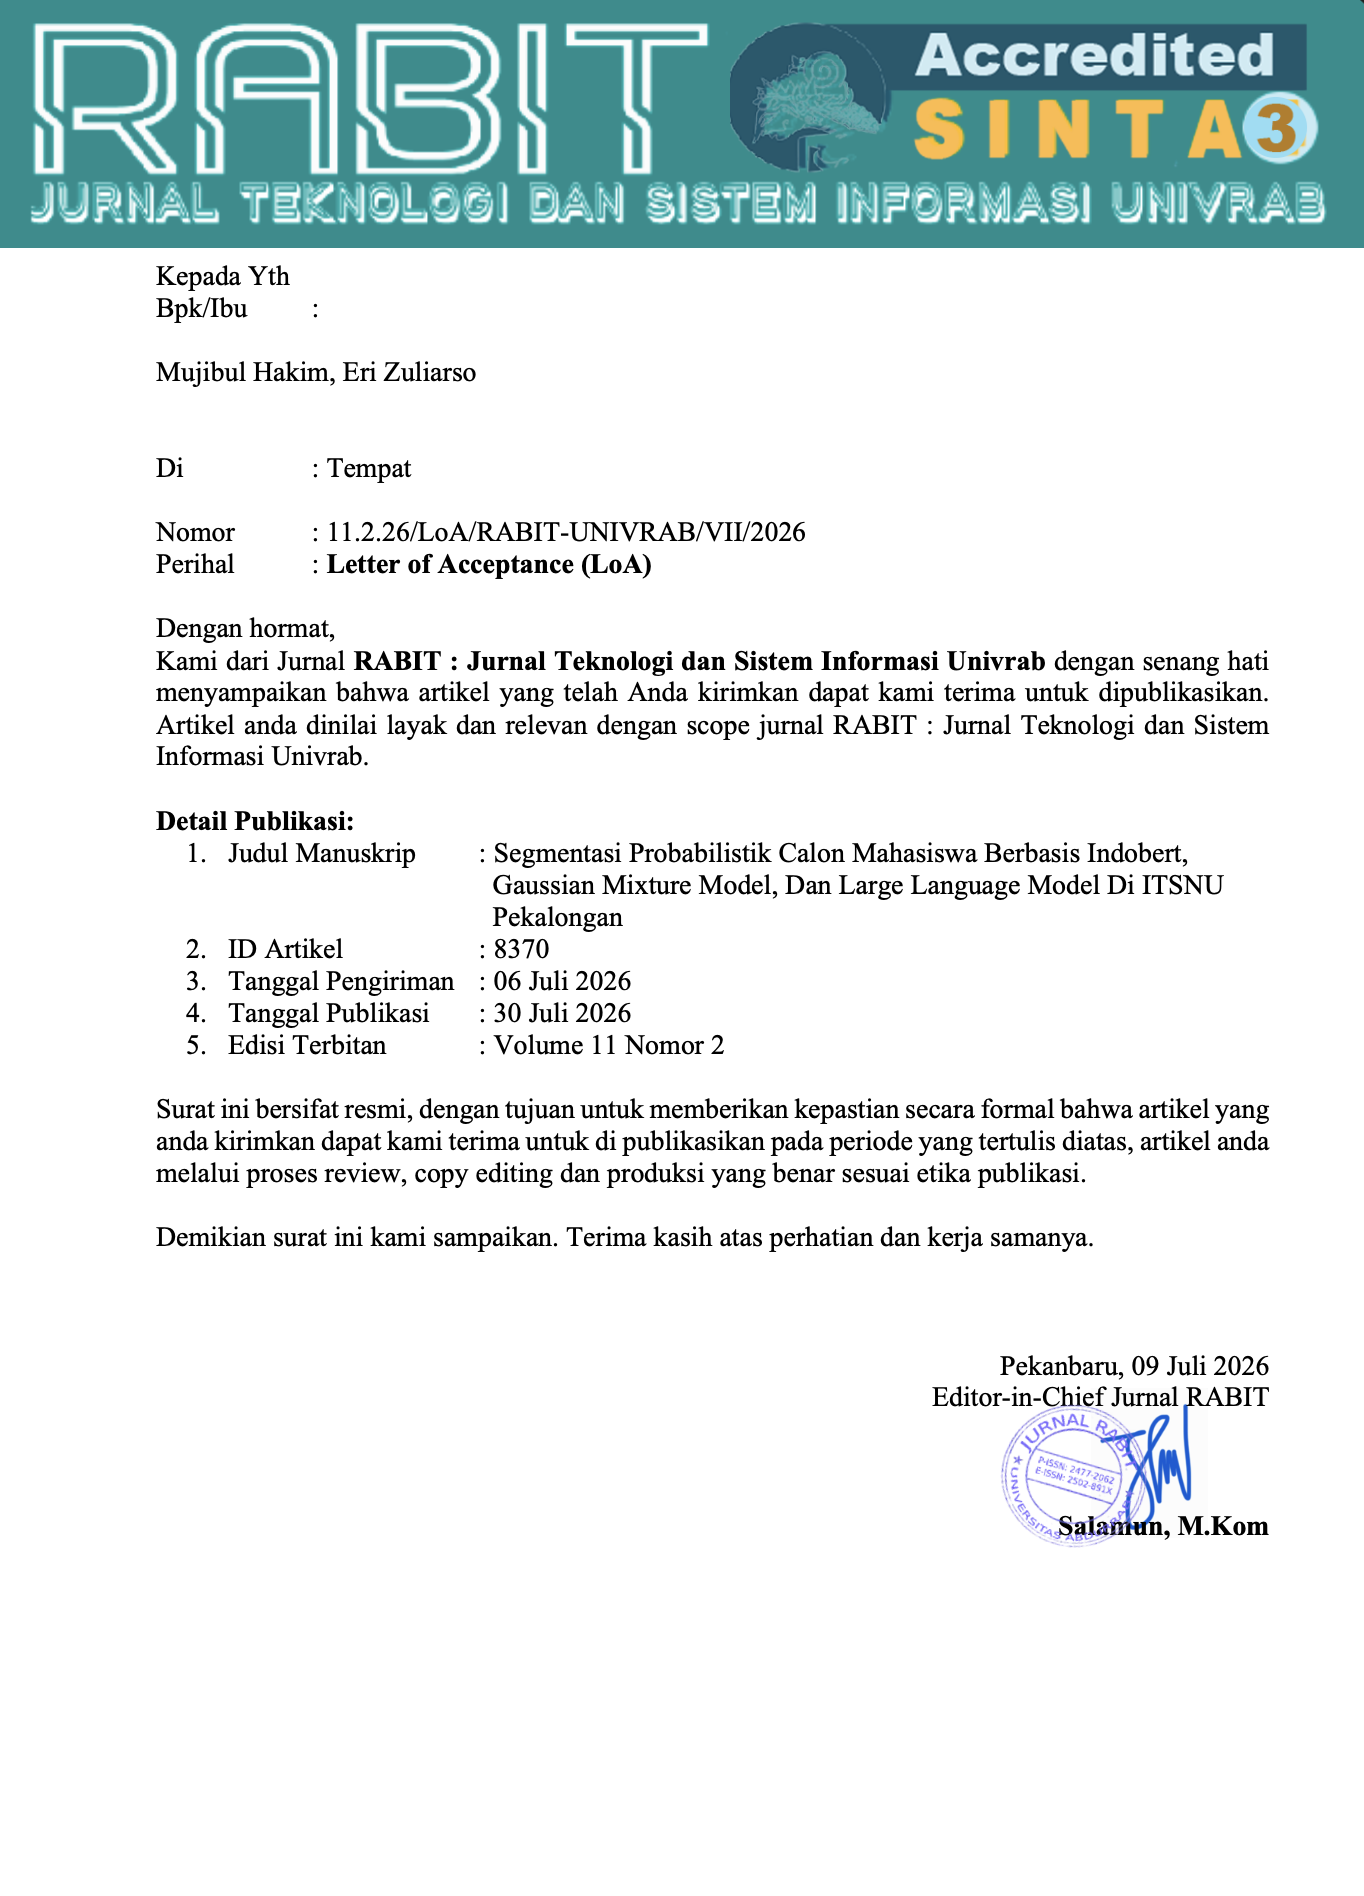 RABIT
Accredited
SINTA 3
JURNAL TEKNOLOGI DAN SISTEM INFORMASI UNIVRAB
Kepada Yth
Bpk/Ibu :
Mujibul Hakim, Eri Zuliarso
Di : Tempat
Nomor : 11.2.26/LoA/RABIT-UNIVRAB/VII/2026
Perihal : Letter of Acceptance (LoA)
Dengan hormat,
Kami dari Jurnal RABIT : Jurnal Teknologi dan Sistem Informasi Univrab dengan senang hati
menyampaikan bahwa artikel yang telah Anda kirimkan dapat kami terima untuk dipublikasikan.
Artikel anda dinilai layak dan relevan dengan scope jurnal RABIT : Jurnal Teknologi dan Sistem
Informasi Univrab.
Detail Publikasi:
1. Judul Manuskrip : Segmentasi Probabilistik Calon Mahasiswa Berbasis Indobert,
Gaussian Mixture Model, Dan Large Language Model Di ITSNU
Pekalongan
2. ID Artikel : 8370
3. Tanggal Pengiriman : 06 Juli 2026
4. Tanggal Publikasi : 30 Juli 2026
5. Edisi Terbitan : Volume 11 Nomor 2
Surat ini bersifat resmi, dengan tujuan untuk memberikan kepastian secara formal bahwa artikel yang
anda kirimkan dapat kami terima untuk di publikasikan pada periode yang tertulis diatas, artikel anda
melalui proses review, copy editing dan produksi yang benar sesuai etika publikasi.
Demikian surat ini kami sampaikan. Terima kasih atas perhatian dan kerja samanya.
Pekanbaru, 09 Juli 2026
Editor-in-Chief Jurnal RABIT
JURNAL RABIT
P-ISSN: 2477-2062
E-ISSN: 2502-891X
UNIVERSITAS
Salamun, M.Kom